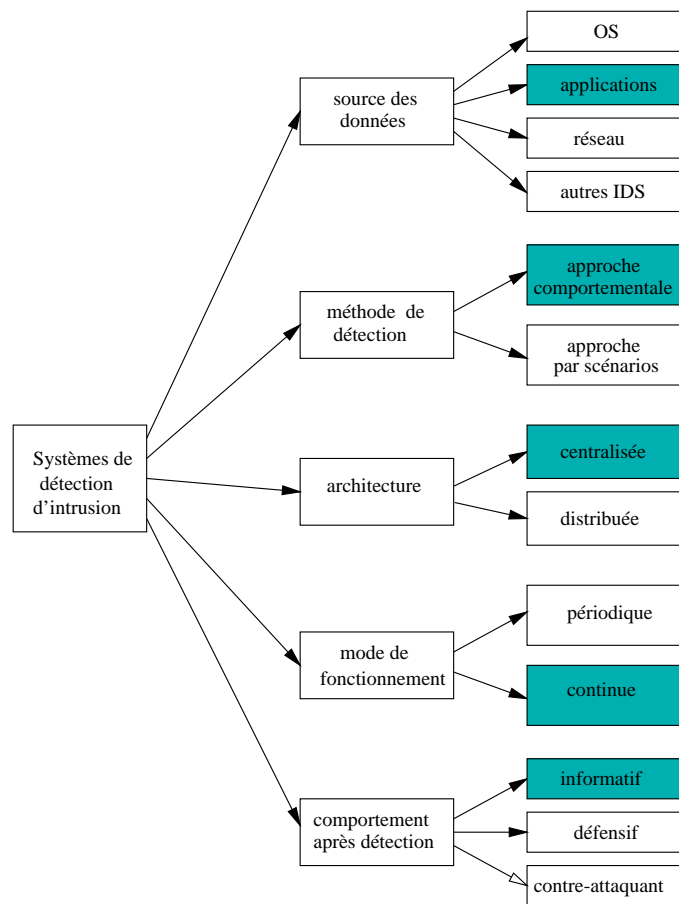 Systèmes de
détection
d'intrusion
source des
données
OS
applications
réseau
autres IDS
méthode de
détection
approche
comportementale
approche
par scénarios
architecture
centralisée
distribuée
mode de
fonctionnement
périodique
continue
comportement
après détection
informatif
défensif
contre-attaquant